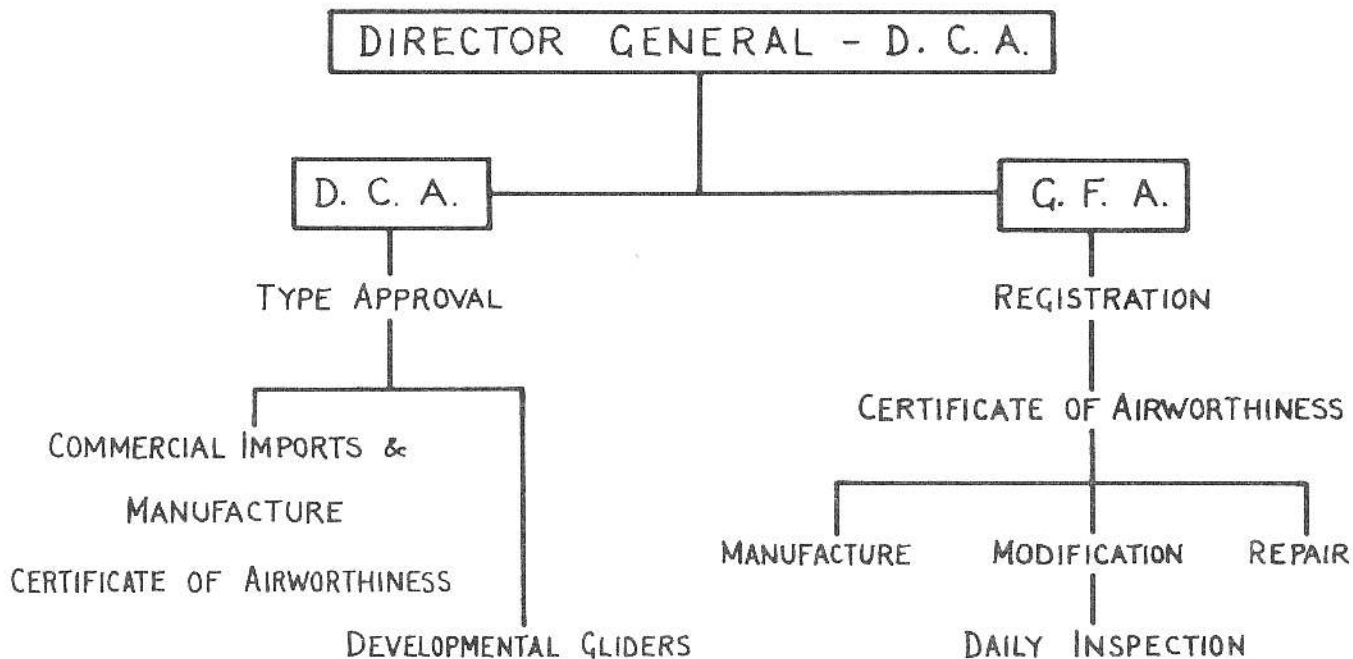 DIRECTOR GENERAL - D. C. A.
D. C. A.
G. F. A.
TYPE APPROVAL
REGISTRATION
CERTIFICATE OF AIRWORTHINESS
COMMERCIAL IMPORTS &
MANUFACTURE
CERTIFICATE OF AIRWORTHINESS
MANUFACTURE
MODIFICATION
REPAIR
DEVELOPMENTAL GLIDERS
DAILY INSPECTION